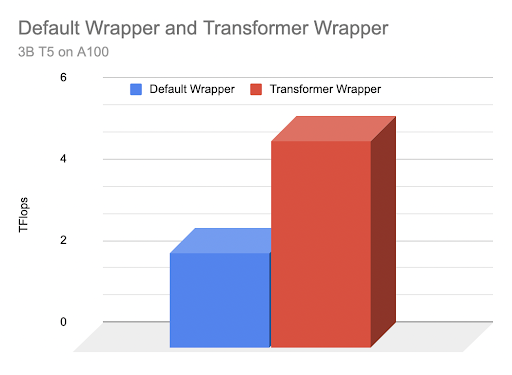 Default Wrapper and Transformer Wrapper
3B T5 on A100
6
Default Wrapper
Transformer Wrapper
4
TFlops
2
0